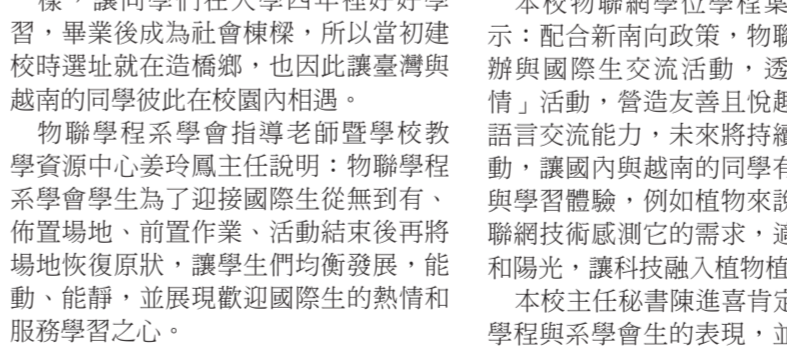 樣，讓同學們在大學四年裡好好學
習，畢業後成為社會棟樑，所以當初建
校時選址就在造橋鄉，也因此讓臺灣與
越南的同學彼此在校園內相遇。
物聯學程系學會指導老師暨學校教
學資源中心姜玲鳳主任說明：物聯學程
系學會學生為了迎接國際生從無到有、
佈置場地、前置作業、活動結束後再將
場地恢復原狀，讓學生們均衡發展，能
動、能靜，並展現歡迎國際生的熱情和
服務學習之心。
本校物聯網學位學程葉
示：配合新南向政策，物聯
辦與國際生交流活動，透
情」活動，營造友善且悅趣
語言交流能力，未來將持續
動，讓國內與越南的同學有
與學習體驗，例如植物來說
聯網技術感測它的需求，適
和陽光，讓科技融入植物植
本校主任秘書陳進喜肯定
學程與系學會生的表現，並